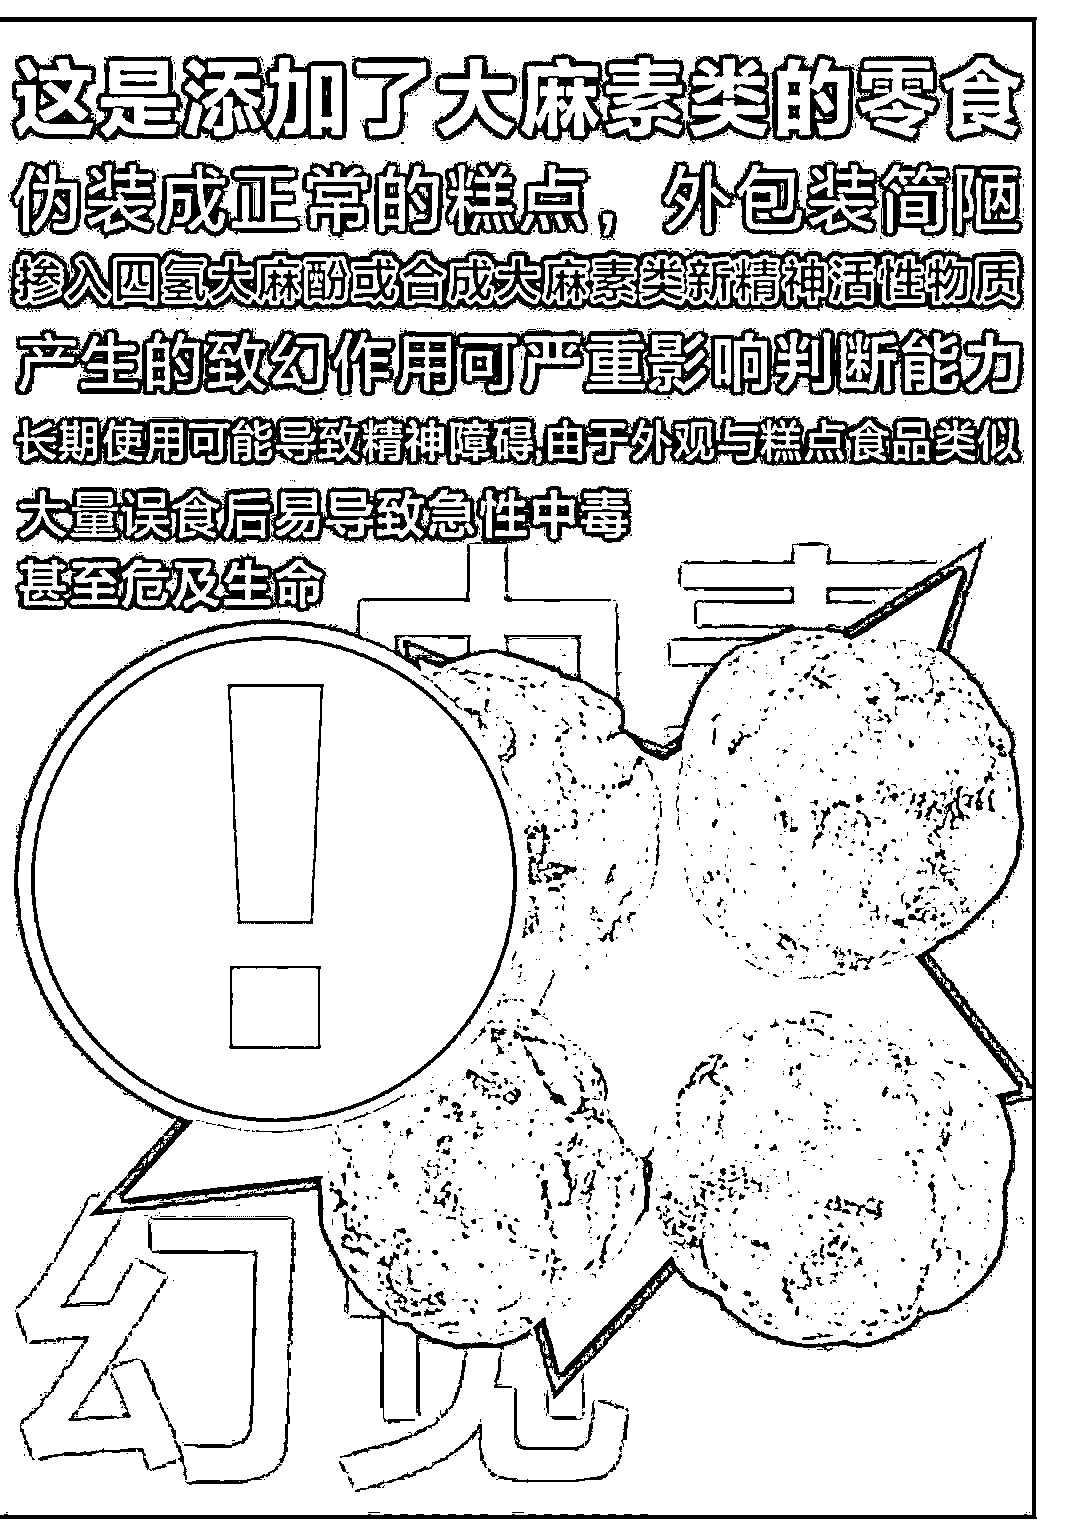 这是添加了大麻素类的零食
伪装成正常的糕点，外包装简陋
掺入四氢大麻酚或合成大麻素类新精神活性物质
产生的致幻作用可严重影响判断能力
长期使用可能导致精神障碍,由于外观与糕点食品类似
大量误食后易导致急性中毒
甚至危及生命
中毒
!
幻觉